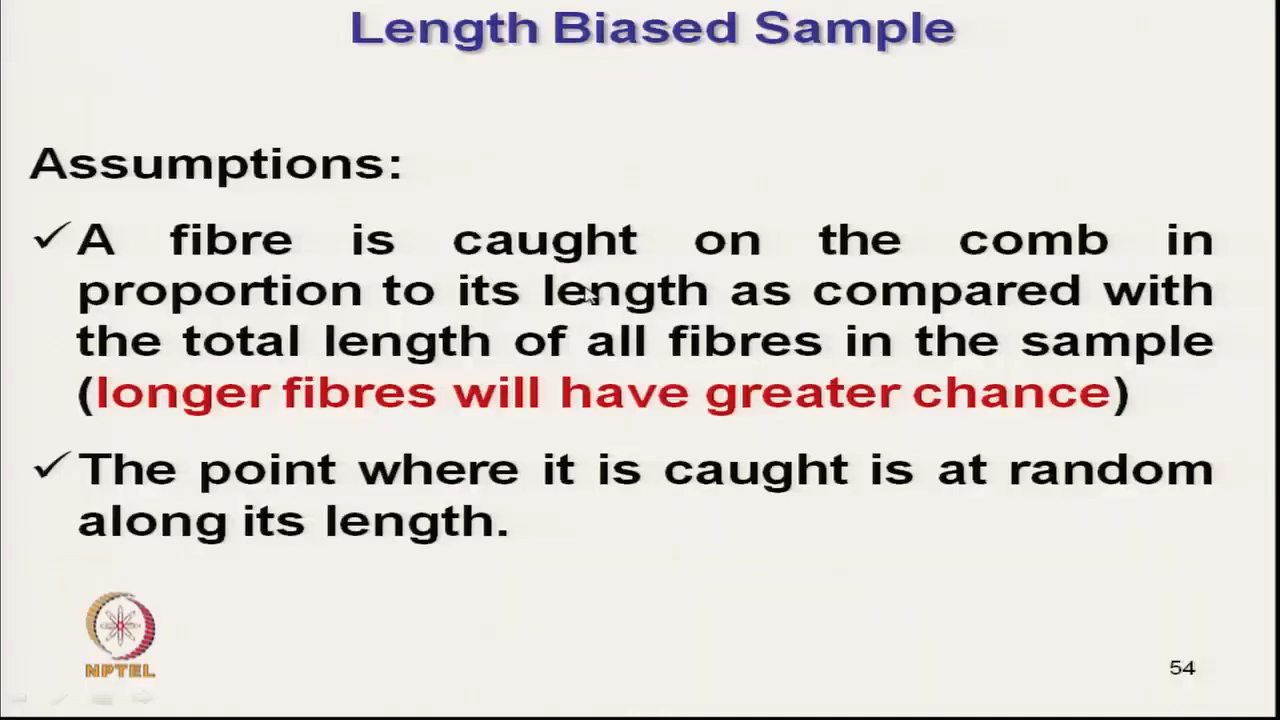 Length Biased Sample
Assumptions:
✓ A fibre is caught on the comb in
proportion to its length as compared with
the total length of all fibres in the sample
(longer fibres will have greater chance)
✓ The point where it is caught is at random
along its length.
NPTEL
54